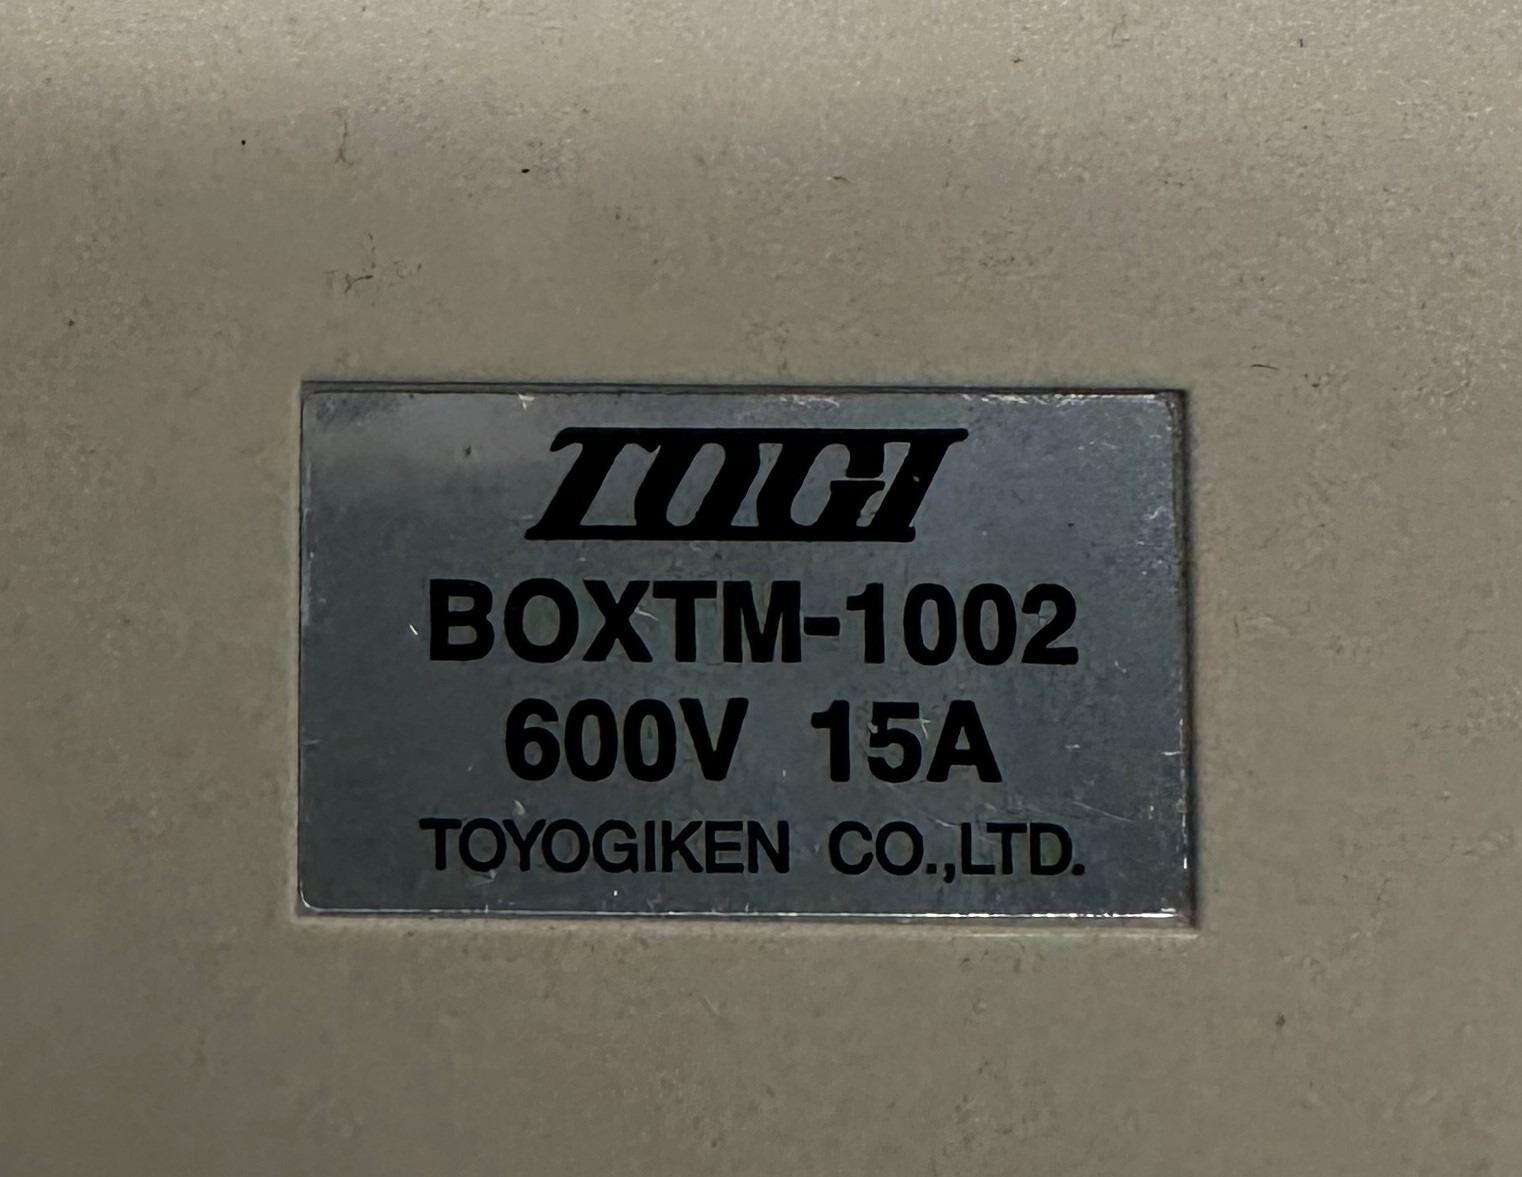 TOGI
BOXTM-1002
600V 15A
TOYOGIKEN CO.,LTD.